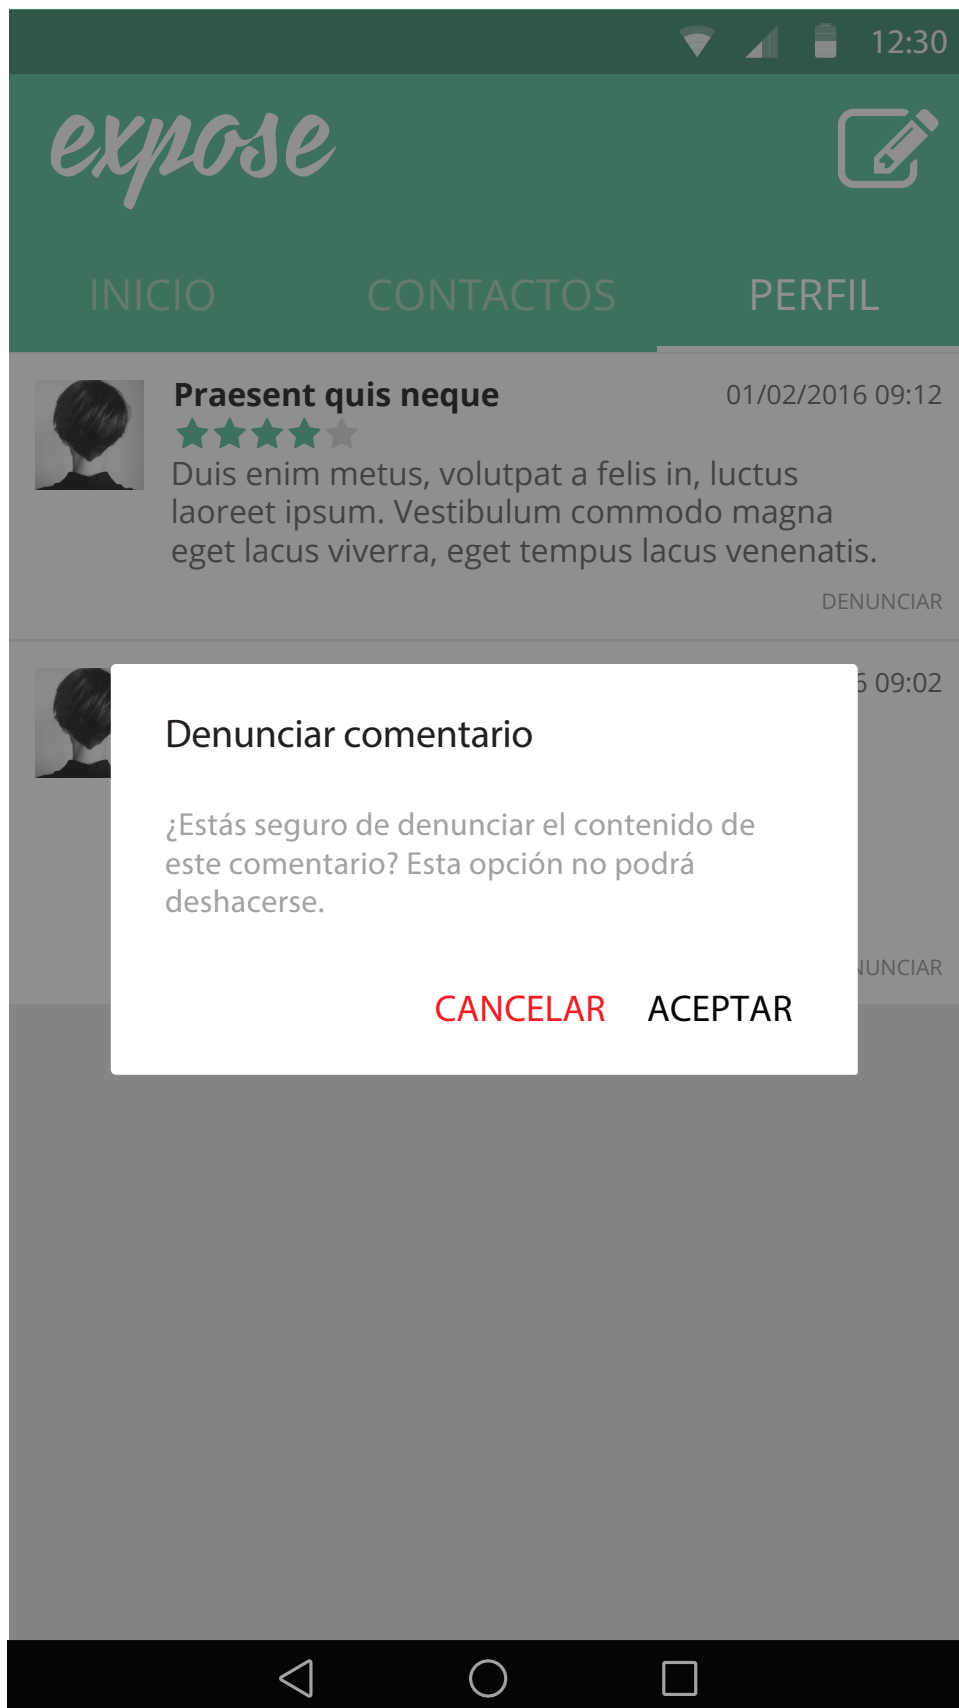 12:30
expose
INICIO CONTACTOS PERFIL
Praesent quis neque 01/02/2016 09:12
Duis enim metus, volutpat a felis in, luctus
laoreet ipsum. Vestibulum commodo magna
eget lacus viverra, eget tempus lacus venenatis.
DENUNCIAR
09:02
Denunciar comentario
¿Estás seguro de denunciar el contenido de
este comentario? Esta opción no podrá
deshacerse.
CANCELAR ACEPTAR